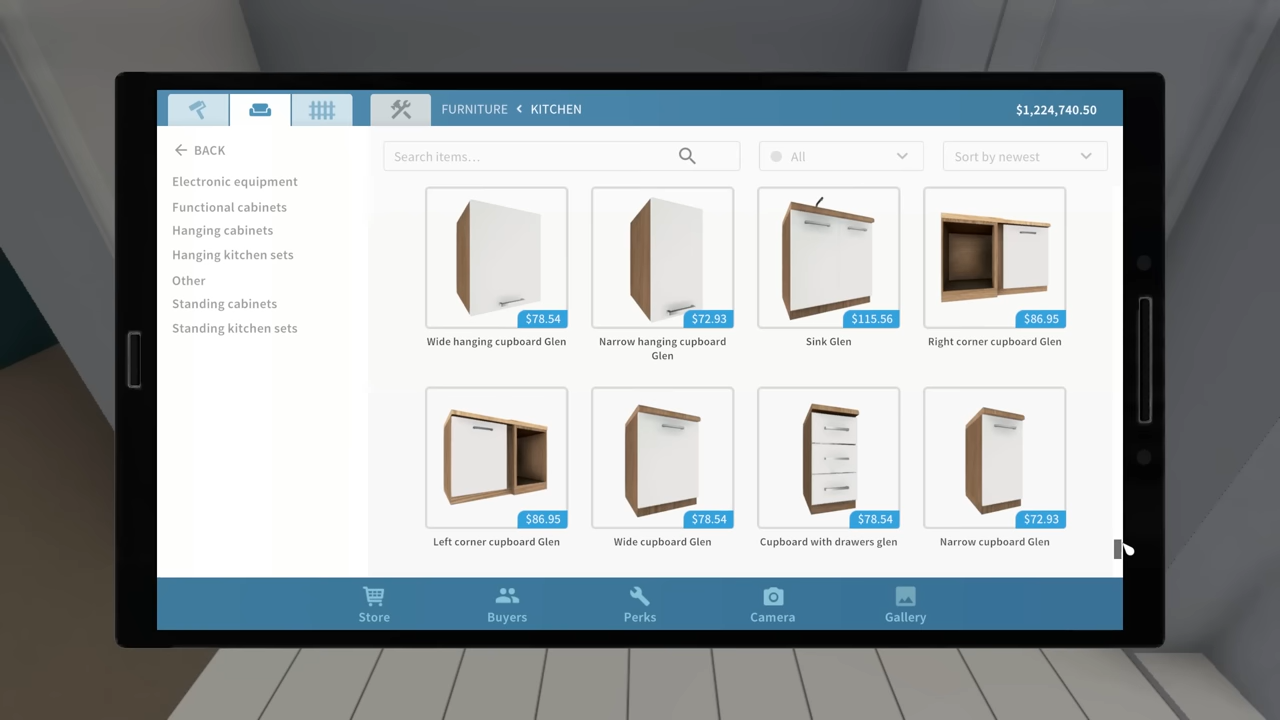 FURNITURE < KITCHEN
$1,224,740.50
BACK
Search items...
All
Sort by newest
Electronic equipment
Functional cabinets
Hanging cabinets
Hanging kitchen sets
Other
Standing cabinets
Standing kitchen sets
$78.54
$72.93
$115.56
$86.95
Wide hanging cupboard Glen
Narrow hanging cupboard
Glen
Sink Glen
Right corner cupboard Glen
$86.95
$78.54
$78.54
$72.93
Left corner cupboard Glen
Wide cupboard Glen
Cupboard with drawers glen
Narrow cupboard Glen
Store
Buyers
Perks
Camera
Gallery